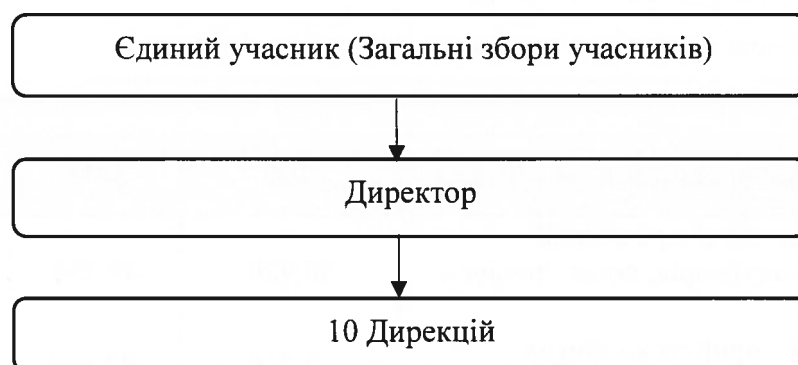 Єдиний учасник (Загальні збори учасників)
Директор
10 Дирекцій